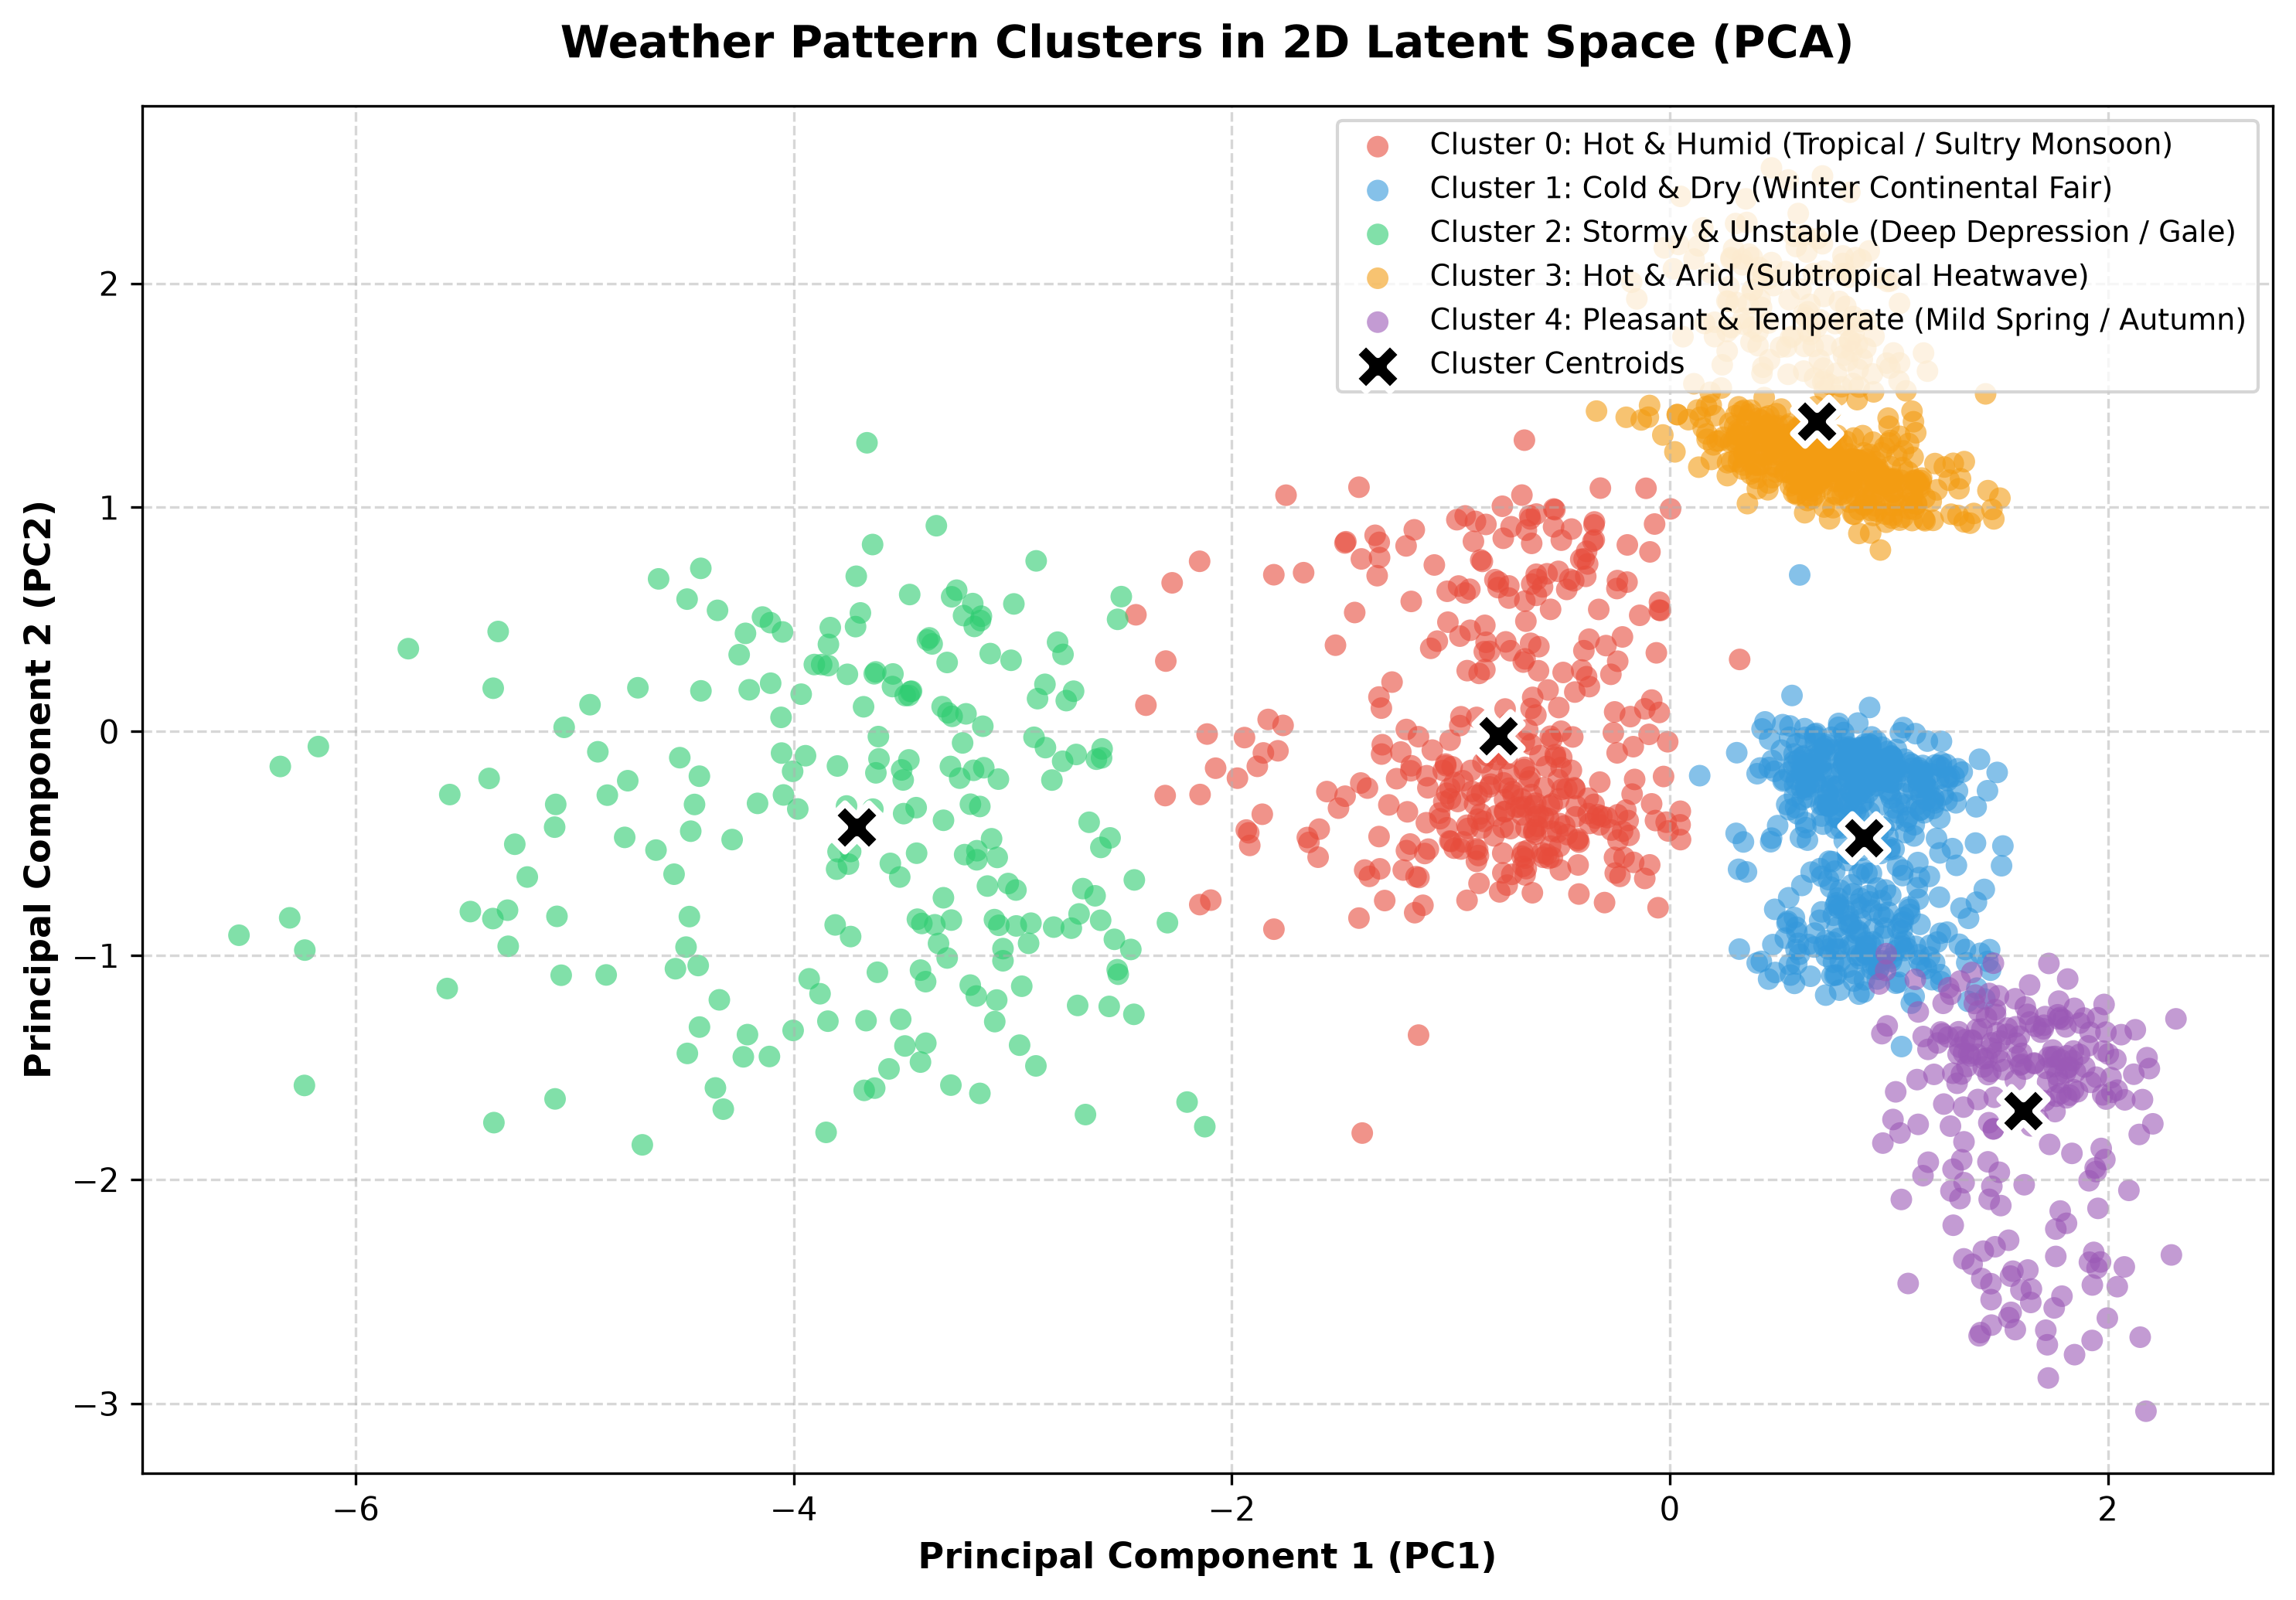 Weather Pattern Clusters in 2D Latent Space (PCA)
Cluster 0: Hot & Humid (Tropical / Sultry Monsoon)
Cluster 1: Cold & Dry (Winter Continental Fair)
Cluster 2: Stormy & Unstable (Deep Depression / Gale)
Cluster 3: Hot & Arid (Subtropical Heatwave)
Cluster 4: Pleasant & Temperate (Mild Spring / Autumn)
Cluster Centroids
Principal Component 2 (PC2)
2
1
0
−1
−2
−3
−6
−4
−2
0
2
Principal Component 1 (PC1)